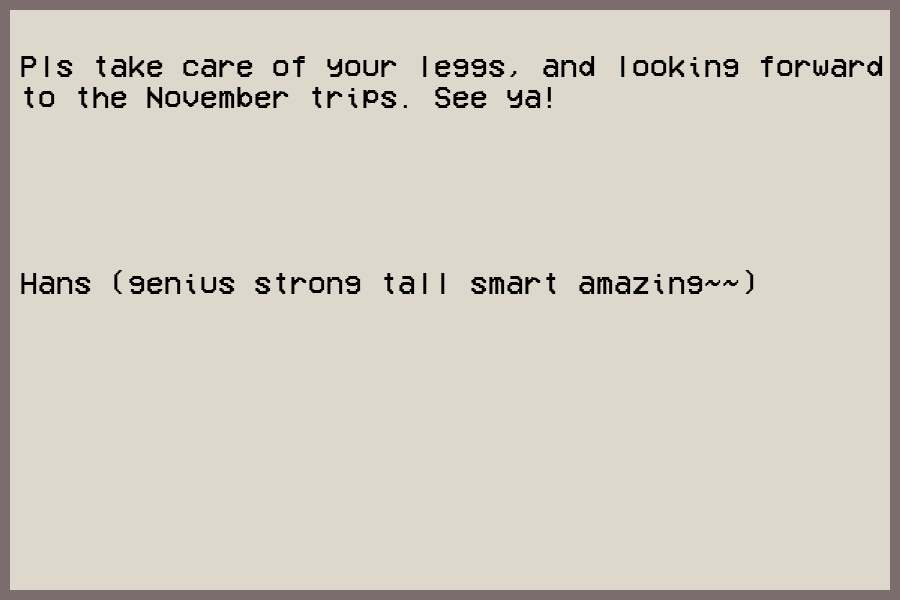 Pls take care of your leggs, and looking forward
to the November trips. See ya!
Hans (genius strong tall smart amazing~~)